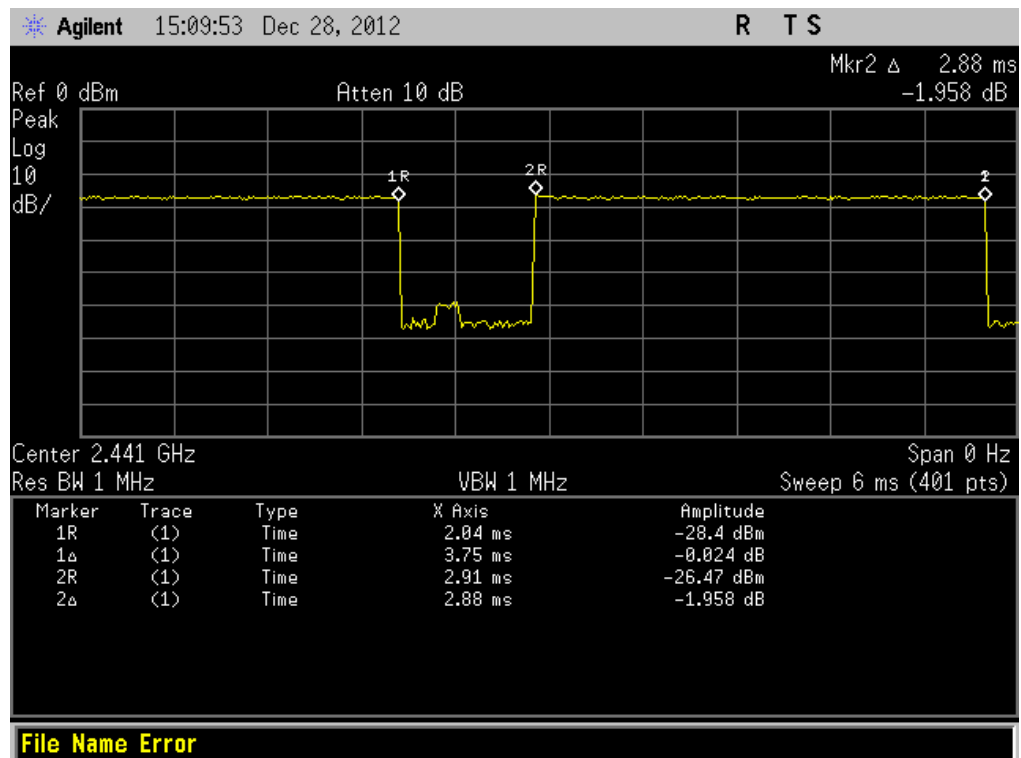 Agilent 15:09:53 Dec 28, 2012 R T S
Mkr2 Δ 2.88 ms
Ref 0 dBm Atten 10 dB -1.958 dB
Peak
Log
10
dB/
1R 2R 2
Center 2.441 GHz Span 0 Hz
Res BW 1 MHz VBW 1 MHz Sweep 6 ms (401 pts)
Marker Trace Type X Axis Amplitude
1R (1) Time 2.04 ms -28.4 dBm
1Δ (1) Time 3.75 ms -0.024 dB
2R (1) Time 2.91 ms -26.47 dBm
2Δ (1) Time 2.88 ms -1.958 dB
File Name Error